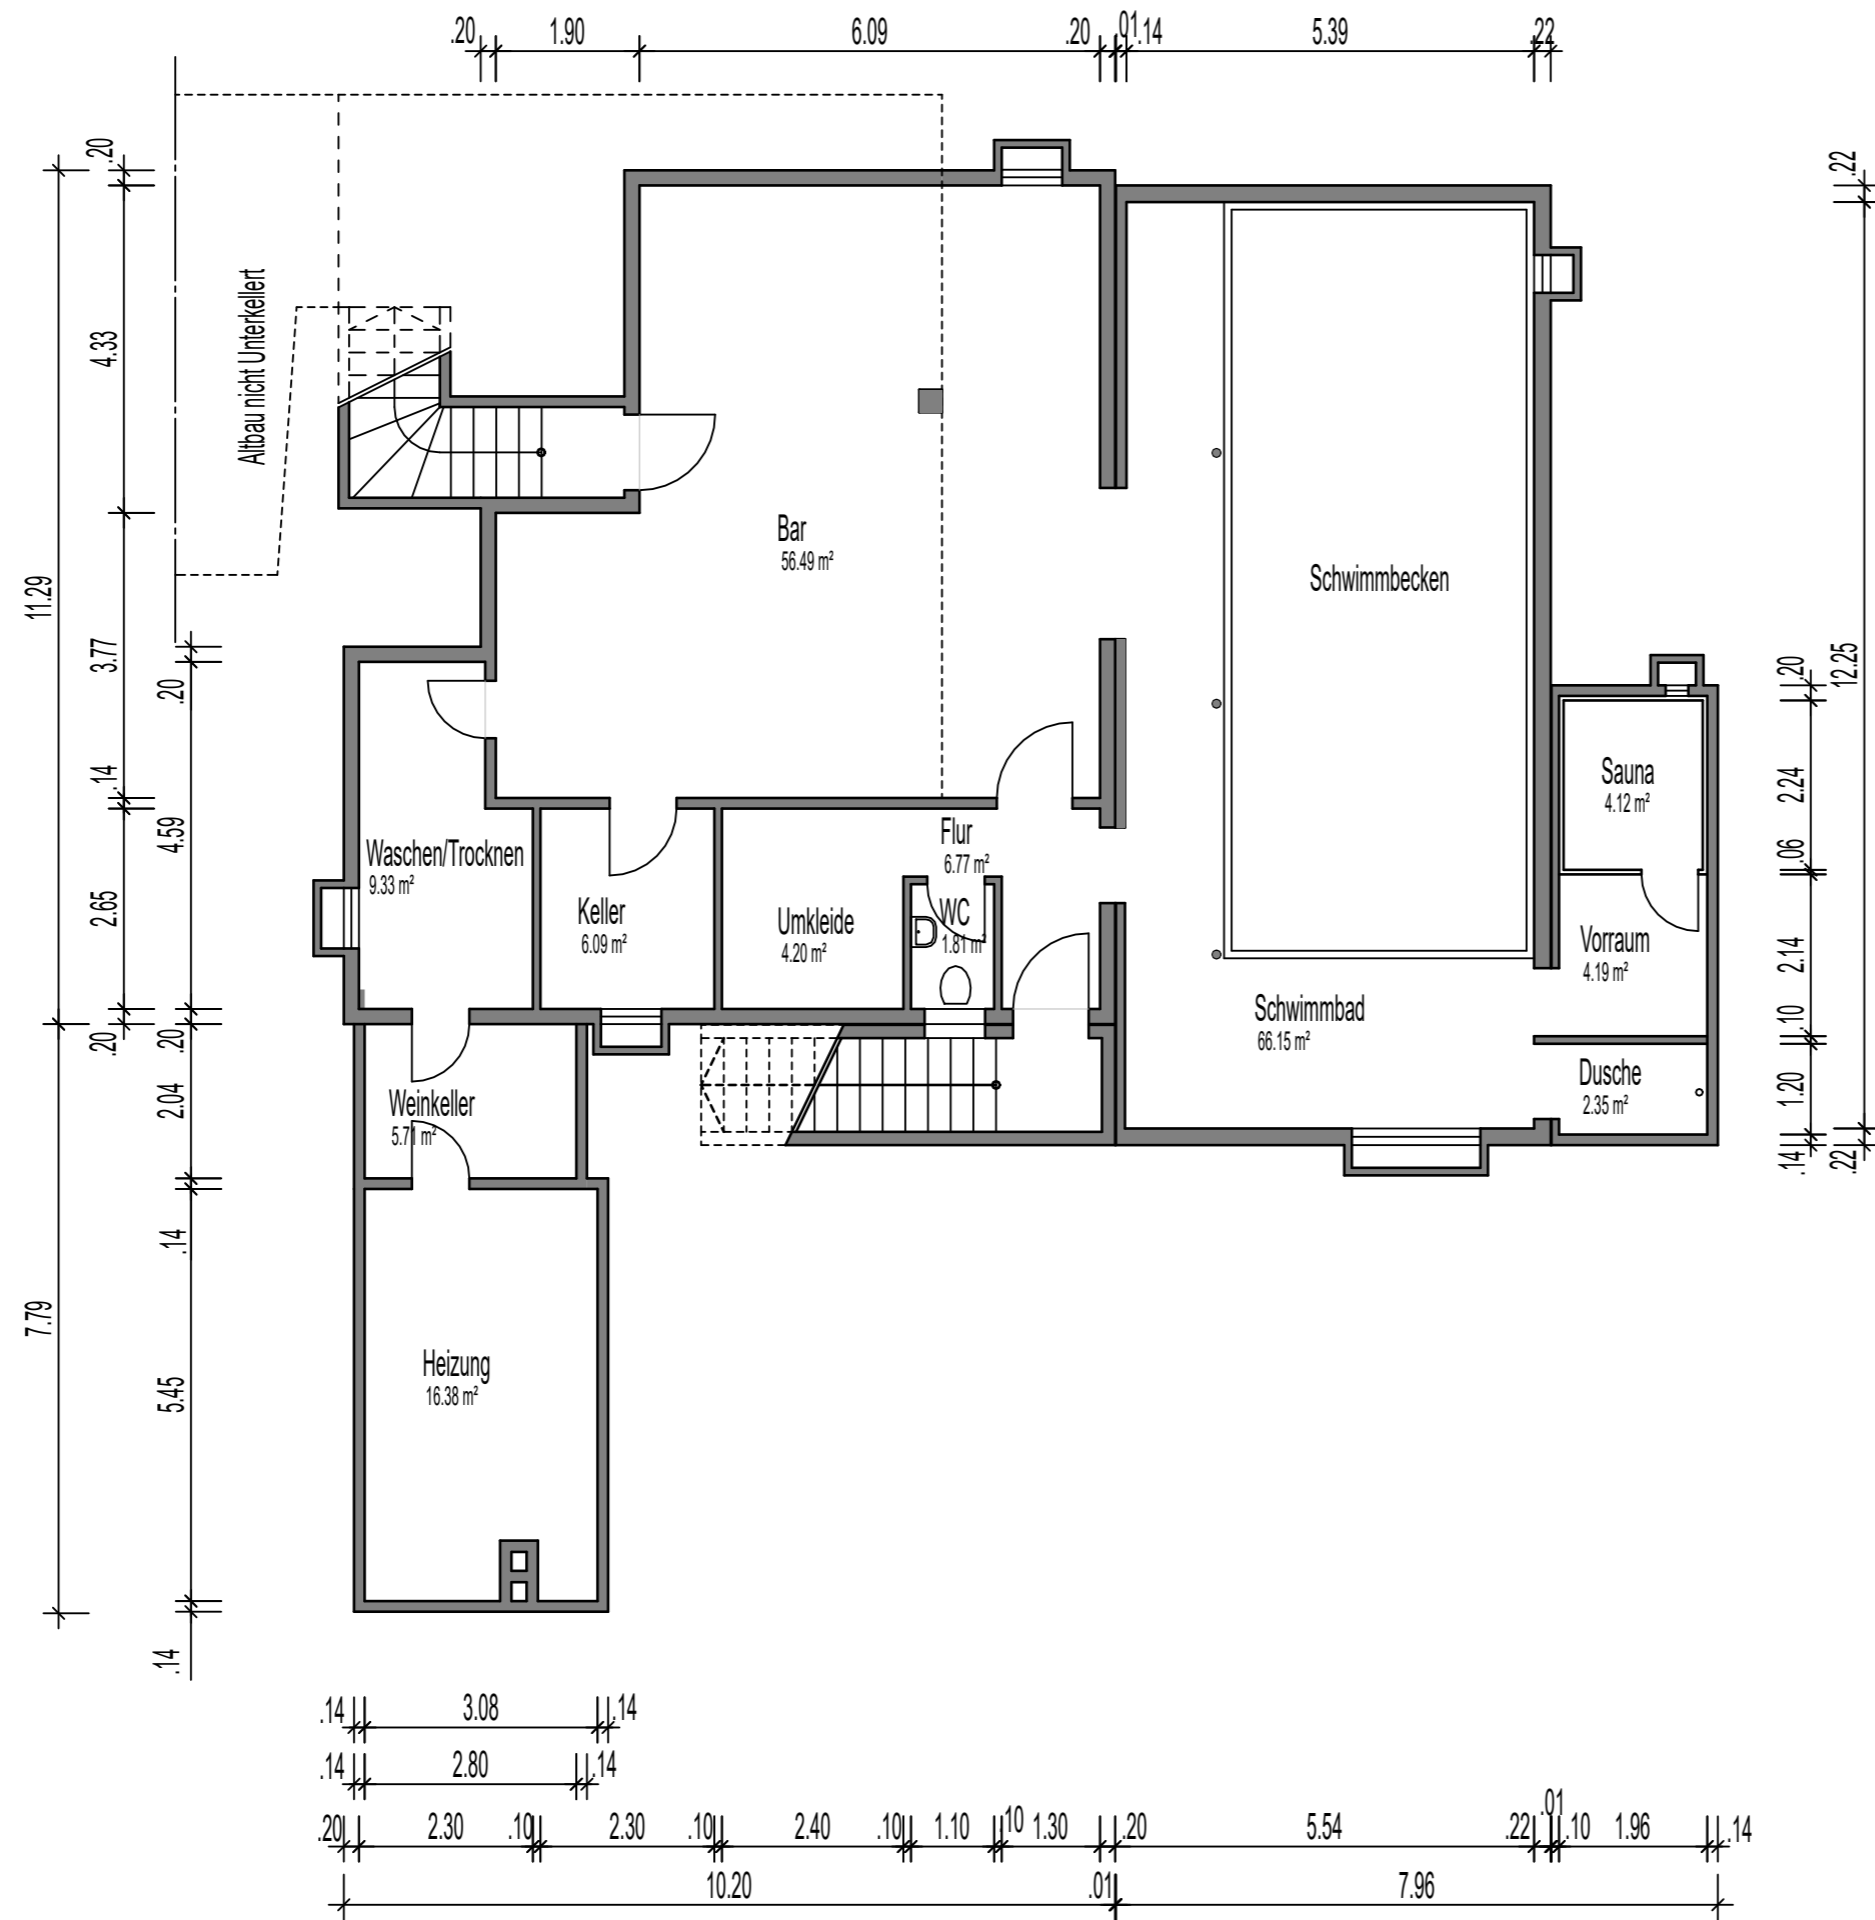 .20
1.90
6.09
.20
.01
.14
5.39
.22
.20
4.33
11.29
3.77
.20
.14
4.59
2.65
.20
.20
2.04
.14
7.79
5.45
.14
.22
12.25
.20
2.24
.06
2.14
.10
1.20
.14
.22
Altbau nicht Unterkellert
Bar
56.49 m²
Schwimmbecken
Sauna
4.12 m²
Flur
6.77 m²
Waschen/Trocknen
9.33 m²
Keller
6.09 m²
Umkleide
4.20 m²
WC
1.81 m²
Vorraum
4.19 m²
Schwimmbad
66.15 m²
Dusche
2.35 m²
Weinkeller
5.71 m²
Heizung
16.38 m²
.14
3.08
.14
.14
2.80
.14
.20
2.30
.10
2.30
.10
2.40
.10
1.10
.10
1.30
.20
5.54
.22
.01
.10
1.96
.14
10.20
.01
7.96